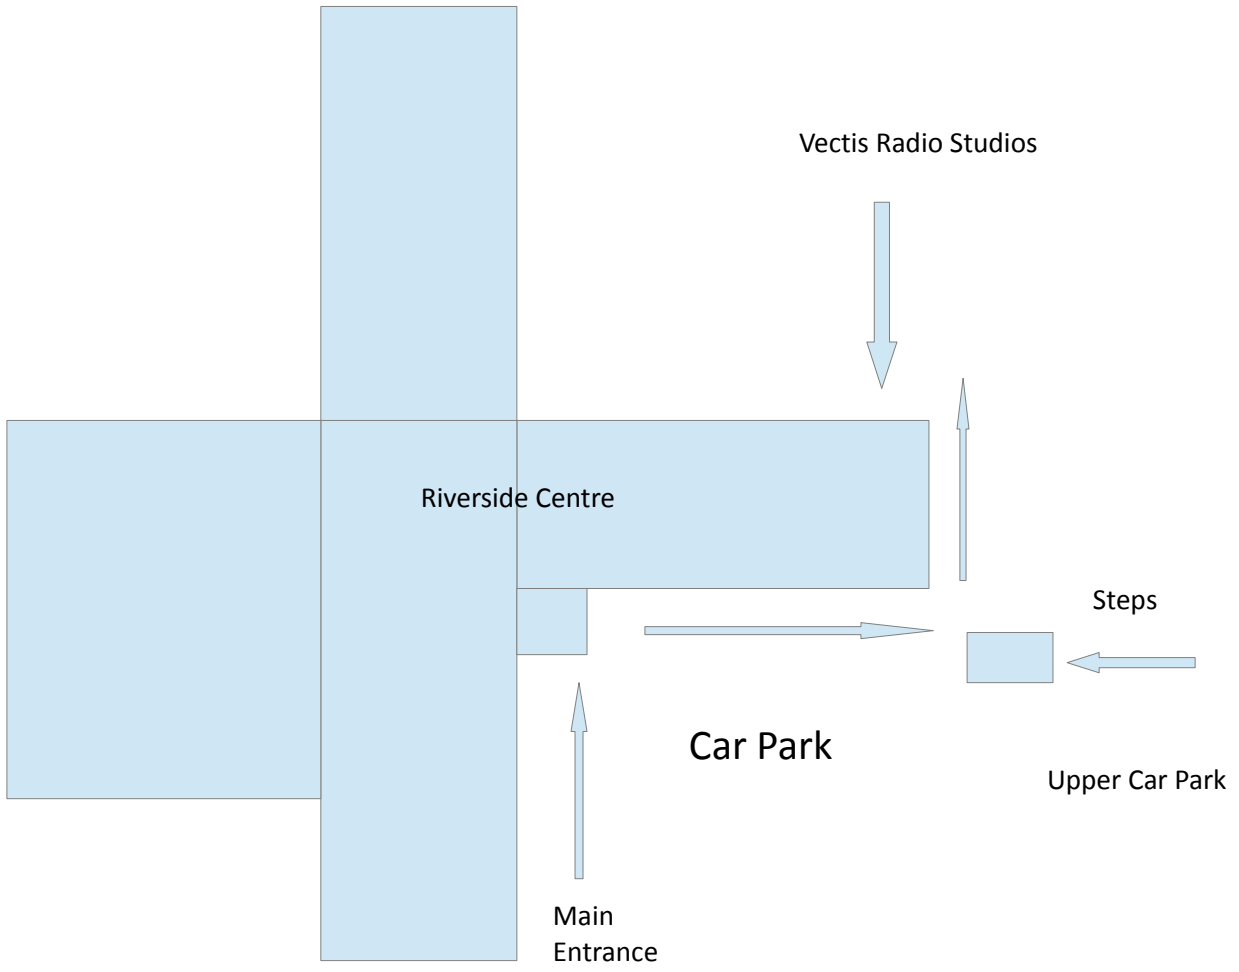 Vectis Radio Studios
Riverside Centre
Steps
Car Park
Upper Car Park
Main
Entrance